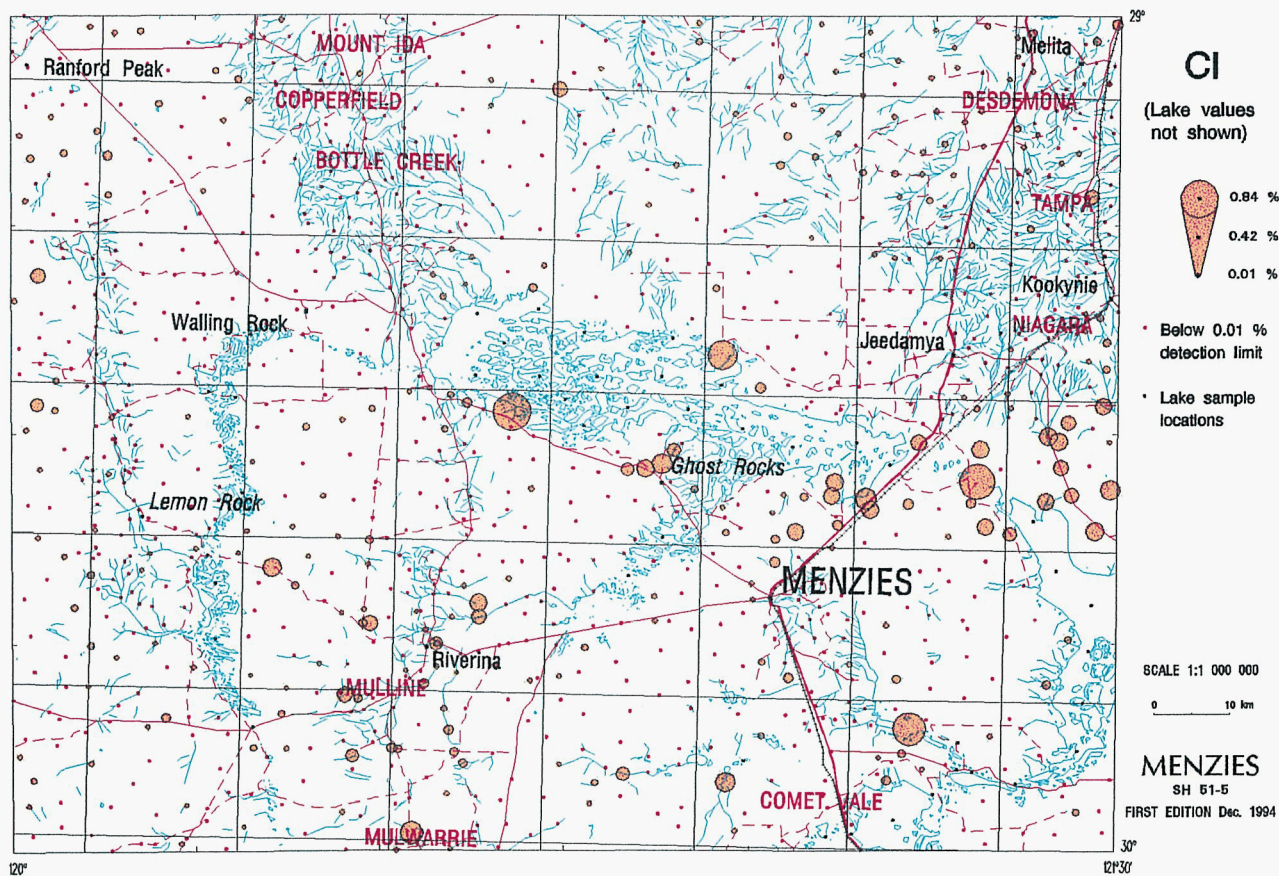 29°
MOUNT IDA
Melita
Ranford Peak
COPPERFIELD
DESDEMONA
BOTTLE CREEK
TAMPA
Kookynie
Walling Rock
NIAGARA
Jeedamya
Ghost Rocks
Lemon Rock
MENZIES
Riverina
MULLINE
COMET VALE
MULWARRIE
30°
120°
121°30'
Cl
(Lake values
not shown)
0.84 %
0.42 %
0.01 %
Below 0.01 %
detection limit
Lake sample
locations
SCALE 1:1 000 000
0 10 km
MENZIES
SH 51-5
FIRST EDITION Dec. 1994